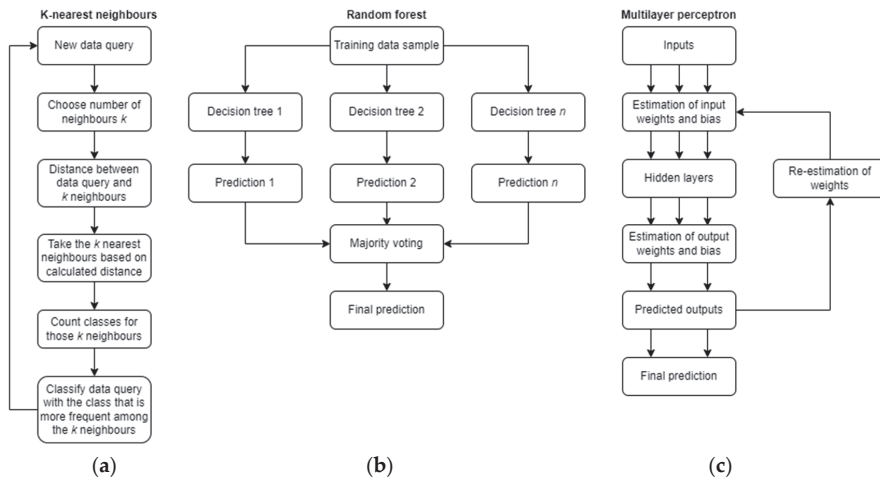 K-nearest neighbours
New data query
Choose number of
neighbours k
Distance between
data query and
k neighbours
Take the k nearest
neighbours based on
calculated distance
Count classes for
those k neighbours
Classify data query
with the class that is
more frequent among
the k neighbours
(a)
Random forest
Training data sample
Decision tree 1
Decision tree 2
Decision tree n
Prediction 1
Prediction 2
Prediction n
Majority voting
Final prediction
(b)
Multilayer perceptron
Inputs
Estimation of input
weights and bias
Hidden layers
Re-estimation of
weights
Estimation of output
weights and bias
Predicted outputs
Final prediction
(c)